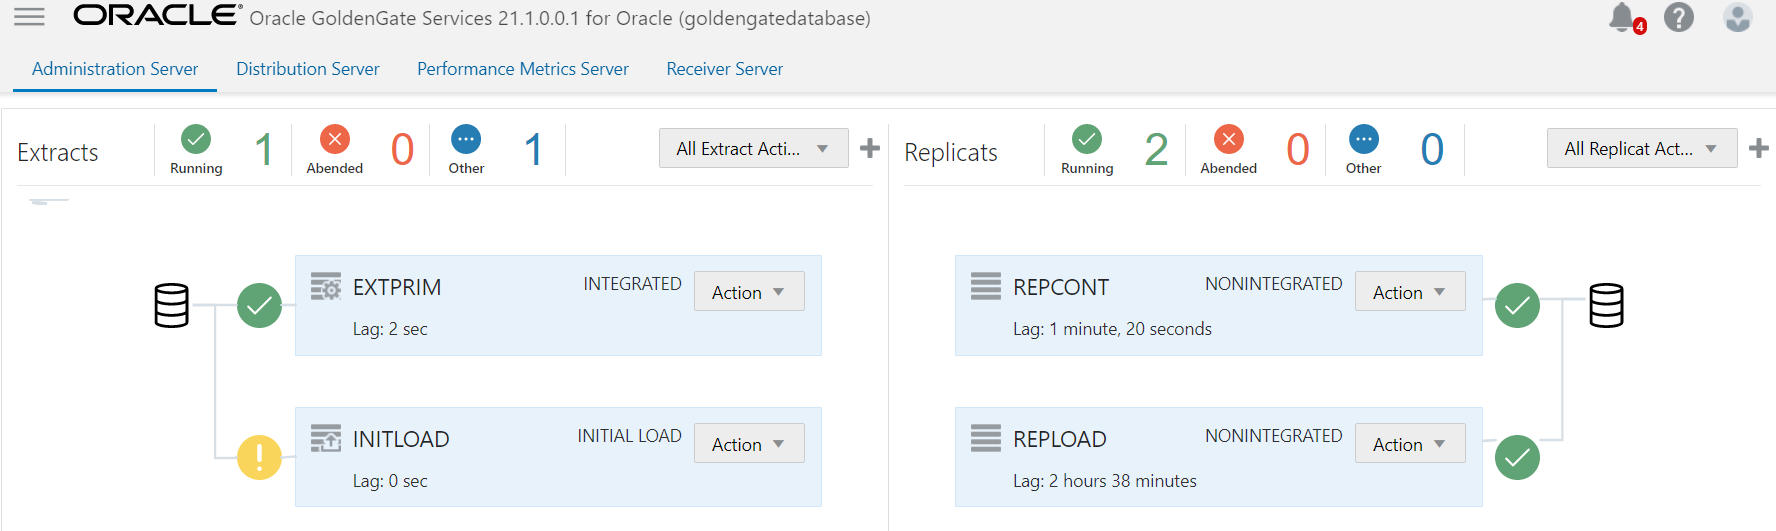 ORACLE® Oracle GoldenGate Services 21.1.0.0.1 for Oracle (goldengatedatabase)
4
?
Administration Server Distribution Server Performance Metrics Server Receiver Server
Extracts
Running 1
Abended 0
Other 1
All Extract Acti...
EXTPRIM INTEGRATED Action
Lag: 2 sec
INITLOAD INITIAL LOAD Action
Lag: 0 sec
Replicats
Running 2
Abended 0
Other 0
All Replicat Act...
REPCONT NONINTEGRATED Action
Lag: 1 minute, 20 seconds
REPLOAD NONINTEGRATED Action
Lag: 2 hours 38 minutes